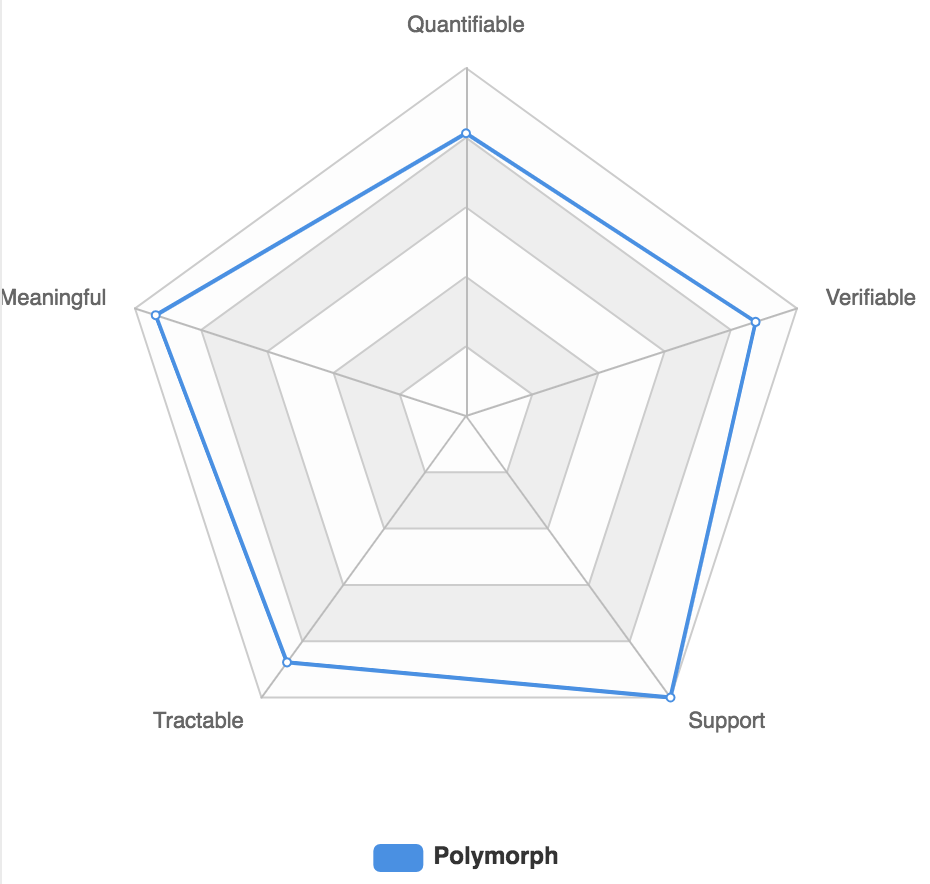 Quantifiable
Meaningful
Verifiable
Tractable
Support
Polymorph